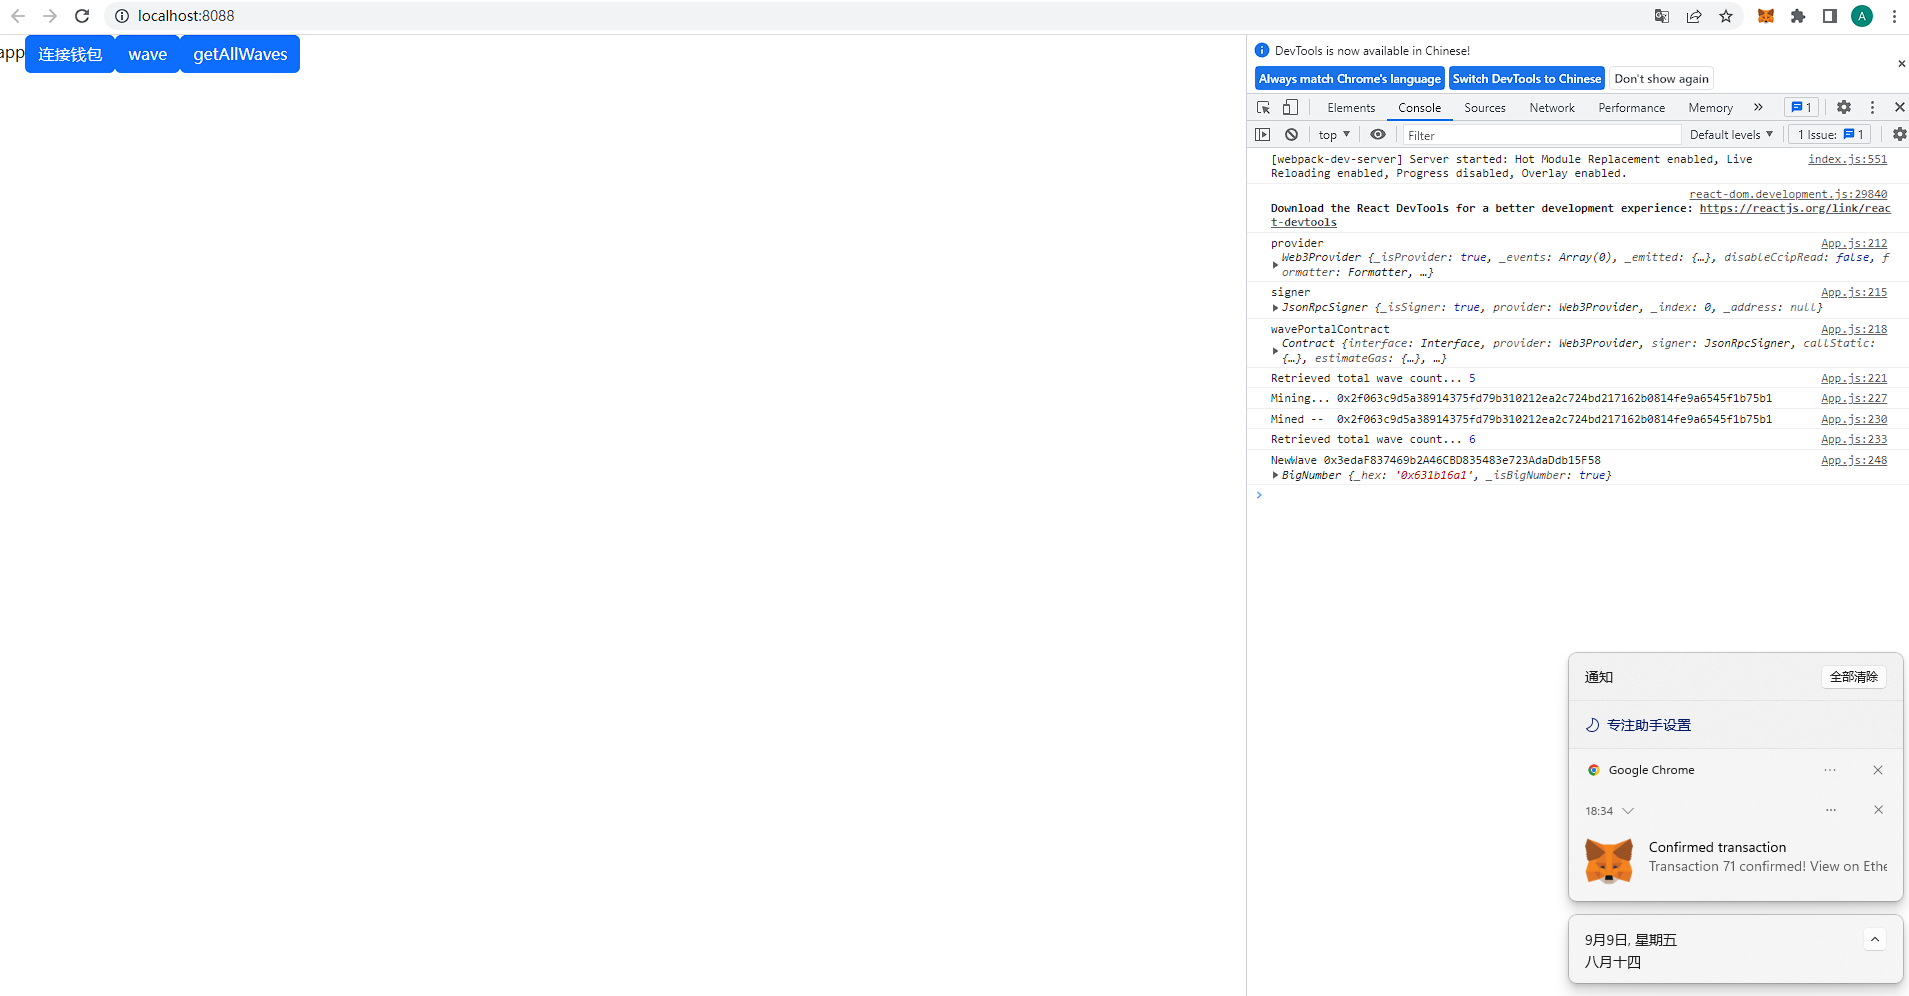 localhost:8088
A
app 连接钱包 wave getAllWaves
DevTools is now available in Chinese!
Always match Chrome's language Switch DevTools to Chinese Don't show again
Elements Console Sources Network Performance Memory » 1
top Filter Default levels 1 Issue: 1
[webpack-dev-server] Server started: Hot Module Replacement enabled, Live index.js:551
Reloading enabled, Progress disabled, Overlay enabled.
react-dom.development.js:29840
Download the React DevTools for a better development experience: https://reactjs.org/link/reac
t-devtools
provider App.js:212
Web3Provider {_isProvider: true, _events: Array(0), _emitted: {…}, disableCcipRead: false, f
ormatter: Formatter, …}
signer App.js:215
JsonRpcSigner {_isSigner: true, provider: Web3Provider, _index: 0, _address: null}
wavePortalContract App.js:218
Contract {interface: Interface, provider: Web3Provider, signer: JsonRpcSigner, callStatic:
{…}, estimateGas: {…}, …}
Retrieved total wave count... 5 App.js:221
Mining... 0x2f063c9d5a38914375fd79b310212ea2c724bd217162b0814fe9a6545f1b75b1 App.js:227
Mined -- 0x2f063c9d5a38914375fd79b310212ea2c724bd217162b0814fe9a6545f1b75b1 App.js:230
Retrieved total wave count... 6 App.js:233
NewWave 0x3edaF837469b2A46CBD835483e723AdaDdb15F58 App.js:248
BigNumber {_hex: '0x631b16a1', _isBigNumber: true}
通知 全部清除
专注助手设置
Google Chrome
18:34
Confirmed transaction
Transaction 71 confirmed! View on Ethe
9月9日, 星期五
八月十四